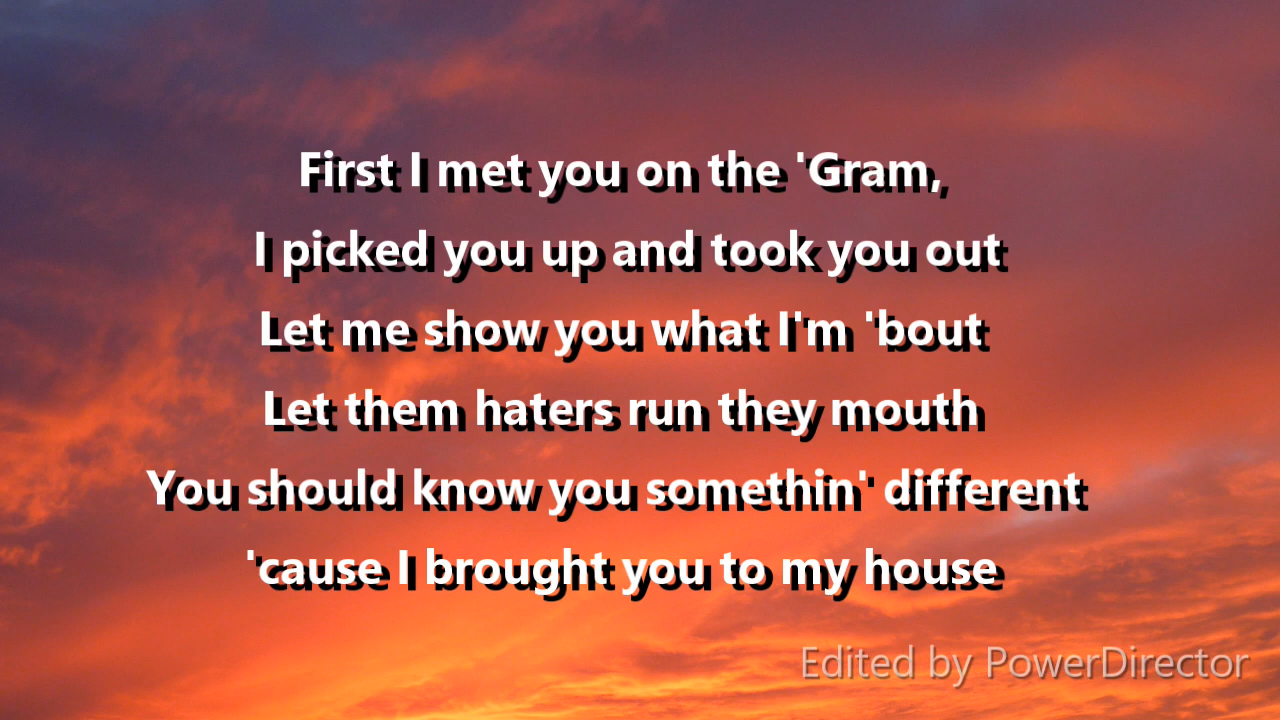 First I met you on the 'Gram,
I picked you up and took you out
Let me show you what I'm 'bout
Let them haters run they mouth
You should know you somethin' different
'cause I brought you to my house
Edited by PowerDirector